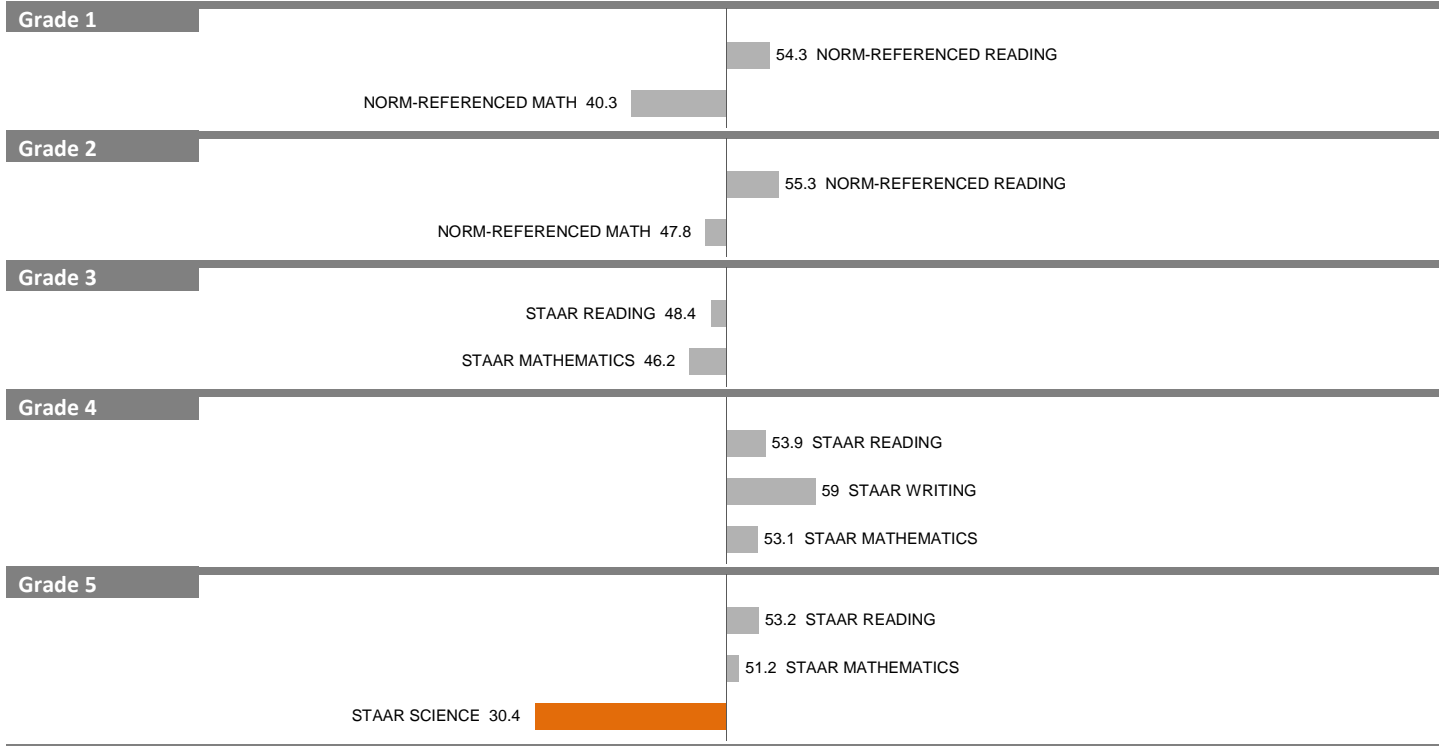 Grade 1
54.3 NORM-REFERENCED READING
NORM-REFERENCED MATH 40.3
Grade 2
55.3 NORM-REFERENCED READING
NORM-REFERENCED MATH 47.8
Grade 3
STAAR READING 48.4
STAAR MATHEMATICS 46.2
Grade 4
53.9 STAAR READING
59 STAAR WRITING
53.1 STAAR MATHEMATICS
Grade 5
53.2 STAAR READING
51.2 STAAR MATHEMATICS
STAAR SCIENCE 30.4